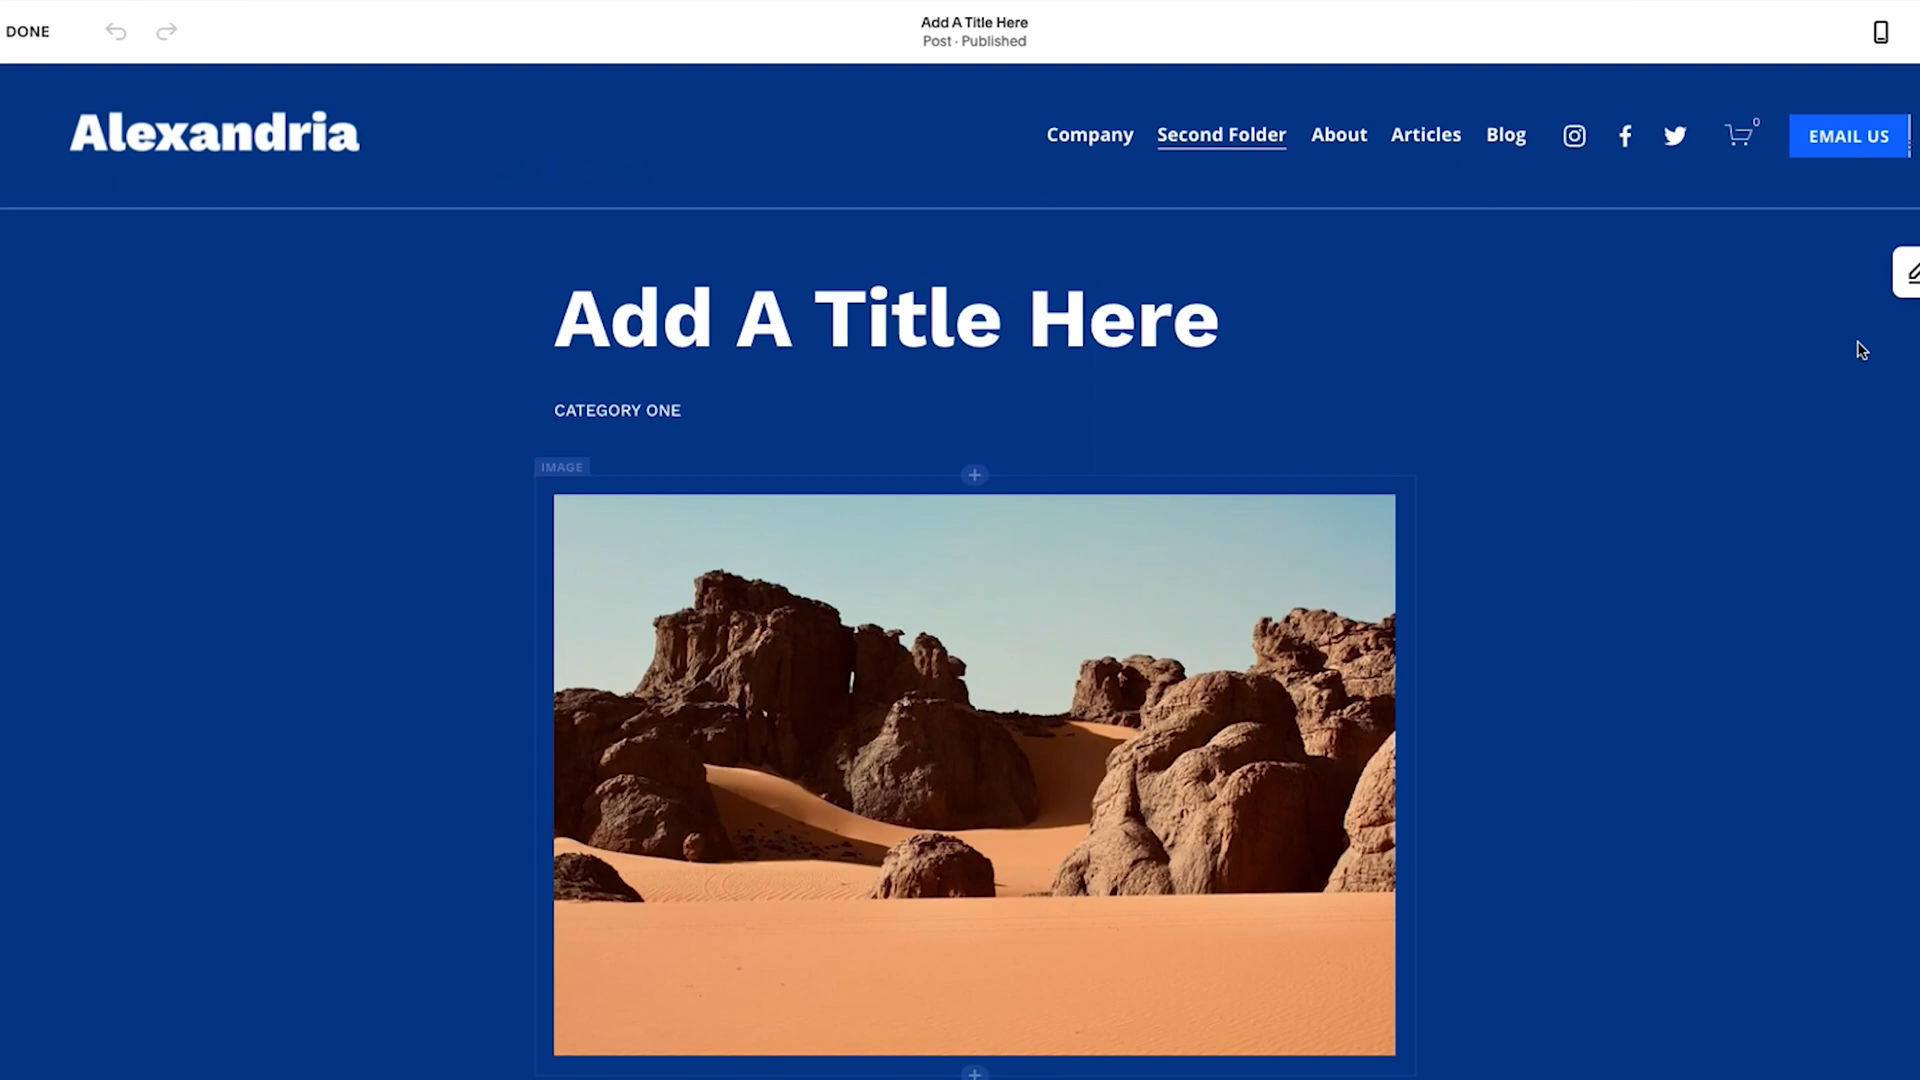 DONE
Add A Title Here
Post · Published
Alexandria
Company Second Folder About Articles Blog 0 EMAIL US
Add A Title Here
CATEGORY ONE
IMAGE